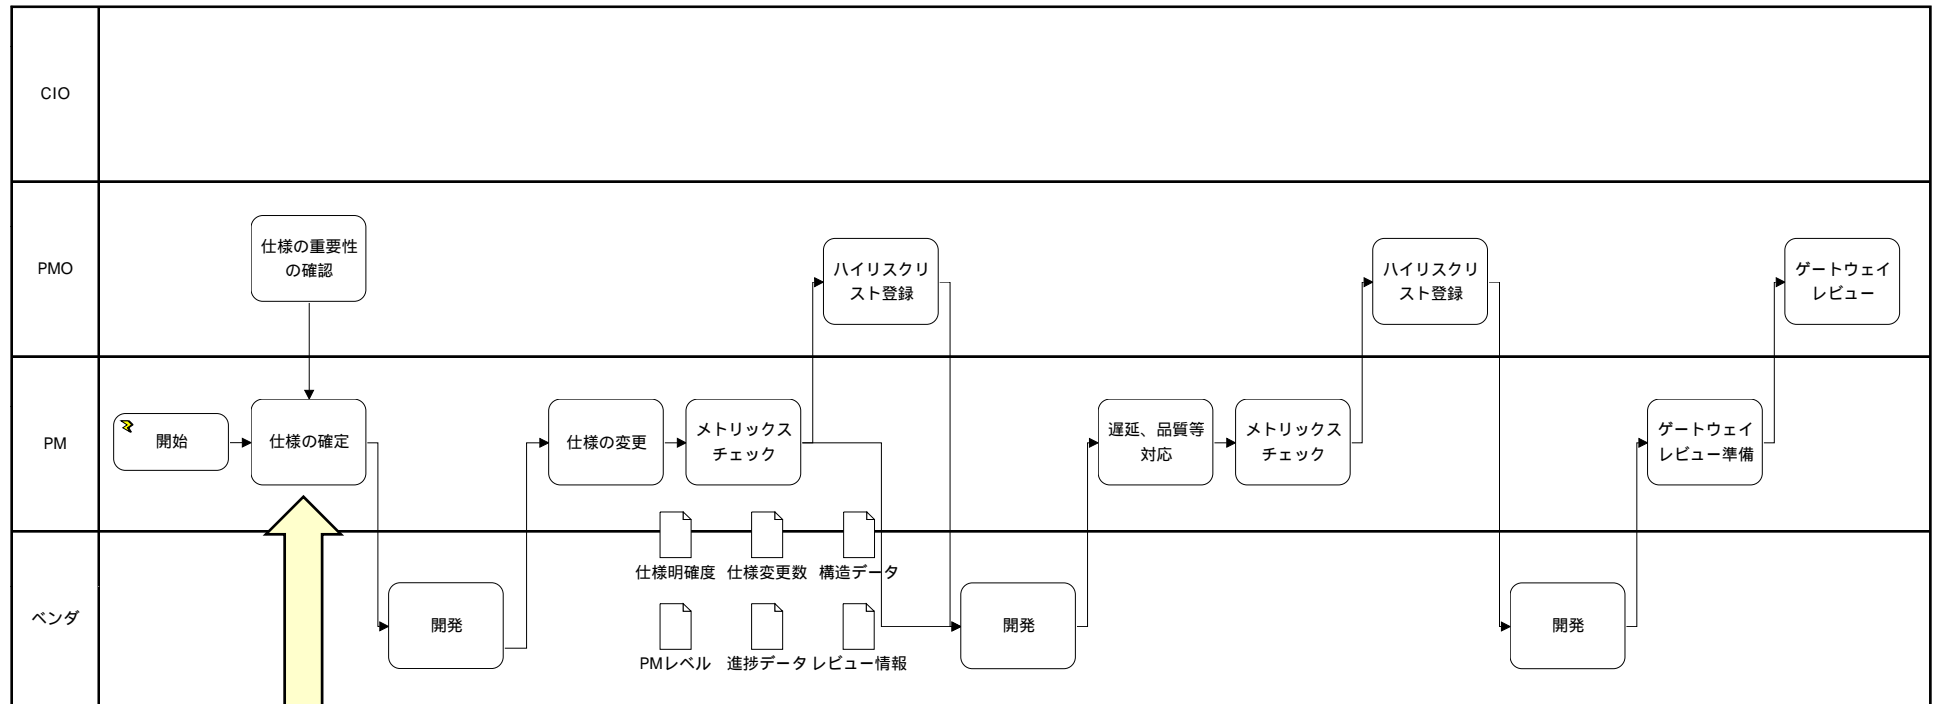 CIO
PMO
仕様の重要性
の確認
ハイリスクリ
スト登録
ハイリスクリ
スト登録
ゲートウェイ
レビュー
PM
開始
仕様の確定
仕様の変更
メトリックス
チェック
遅延、品質等
対応
メトリックス
チェック
ゲートウェイ
レビュー準備
ベンダ
開発
仕様明確度
仕様変更数
構造データ
PMレベル
進捗データ
レビュー情報
開発
開発